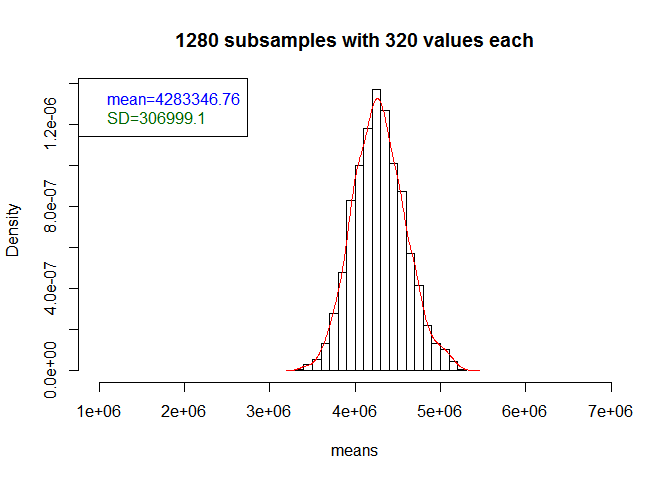 1280 subsamples with 320 values each
mean=4283346.76
SD=306999.1
Density
1.2e-06
8.0e-07
4.0e-07
0.0e+00
1e+06 2e+06 3e+06 4e+06 5e+06 6e+06 7e+06
means